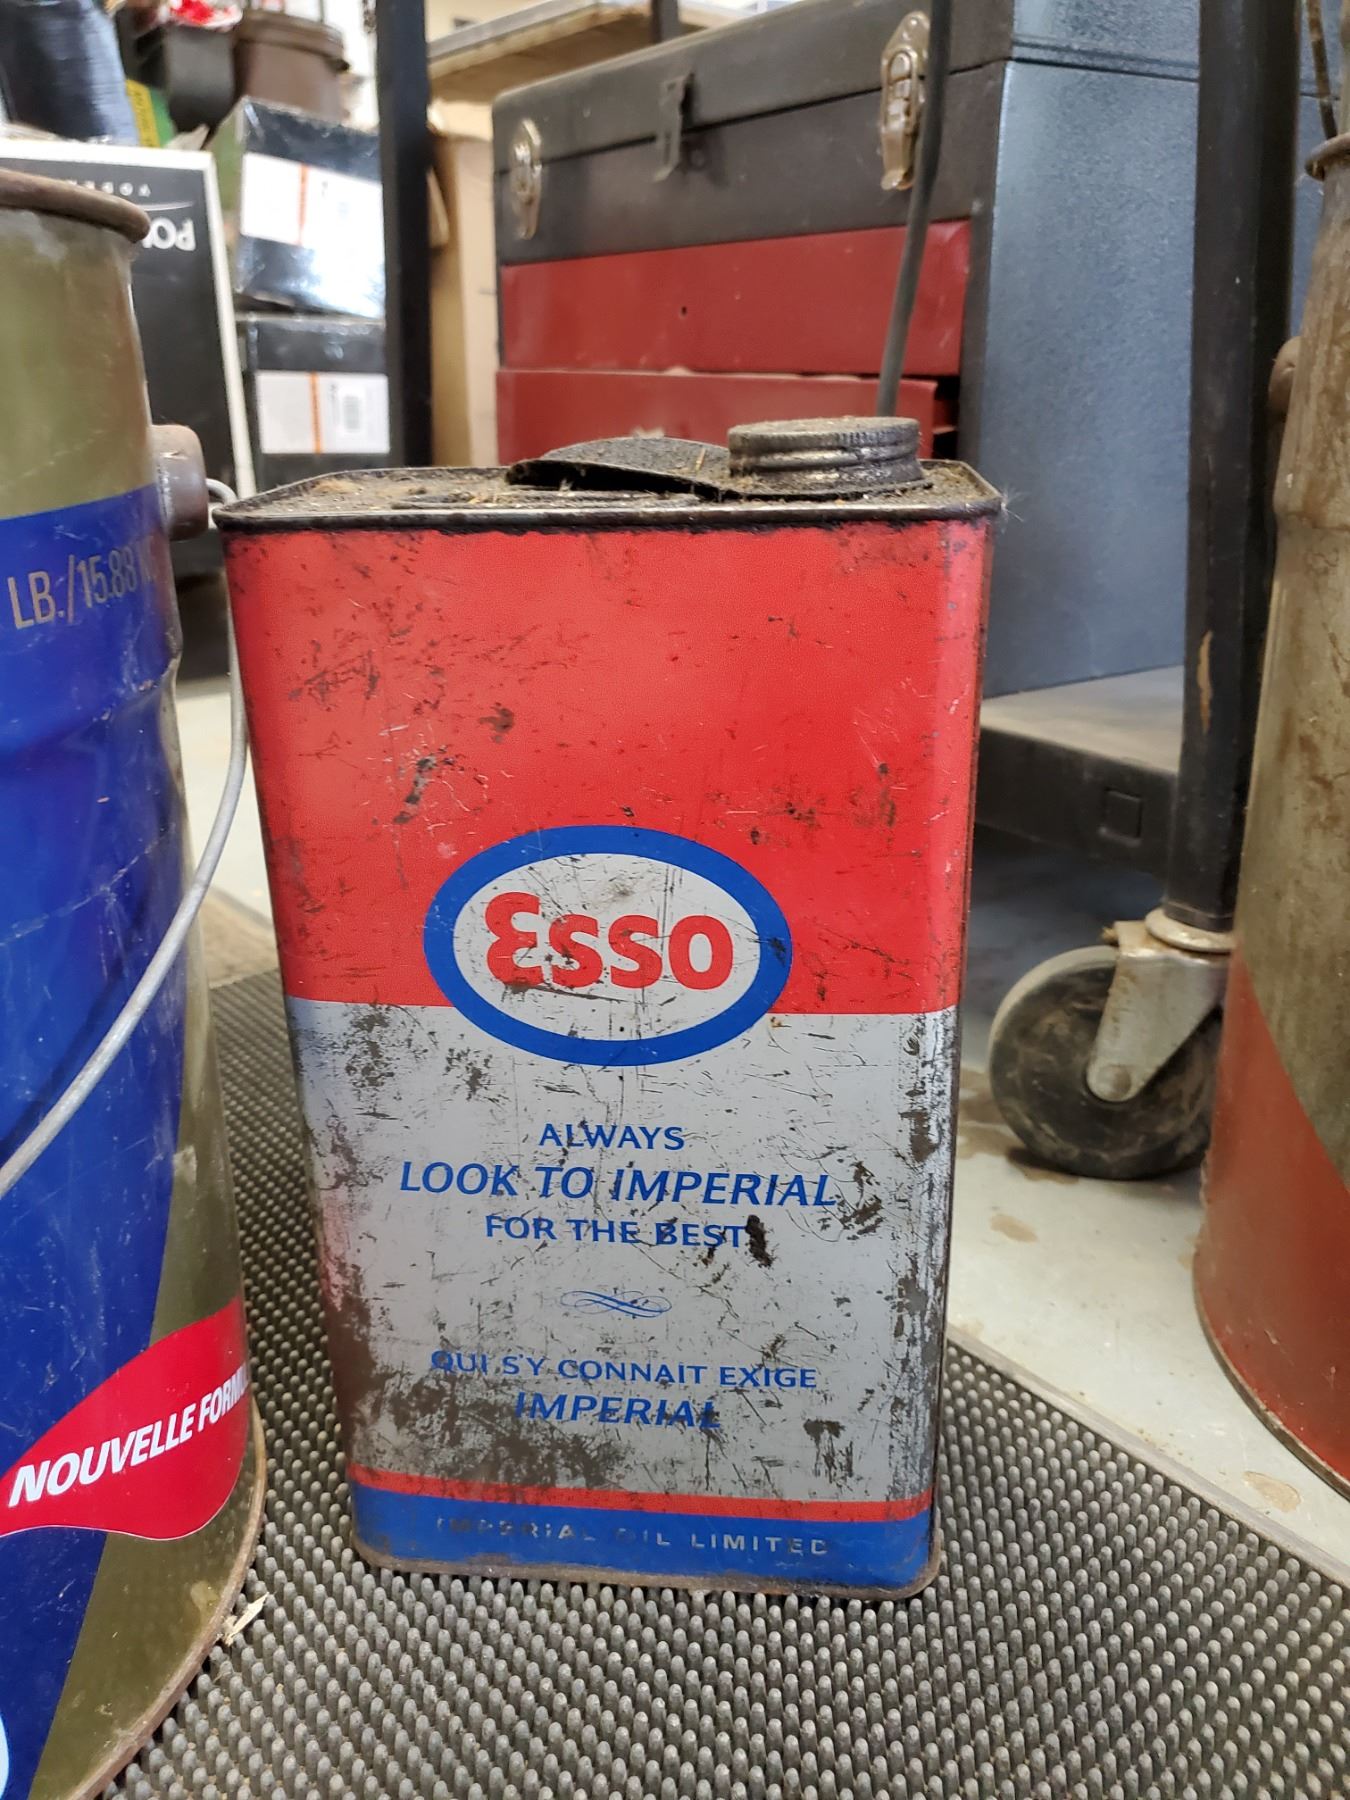 LB./15.88
NOUVELLE FORMU
Esso
ALWAYS
LOOK TO IMPERIAL
FOR THE BEST
QUI S'Y CONNAIT EXIGE
IMPERIAL
IMPERIAL OIL LIMITED